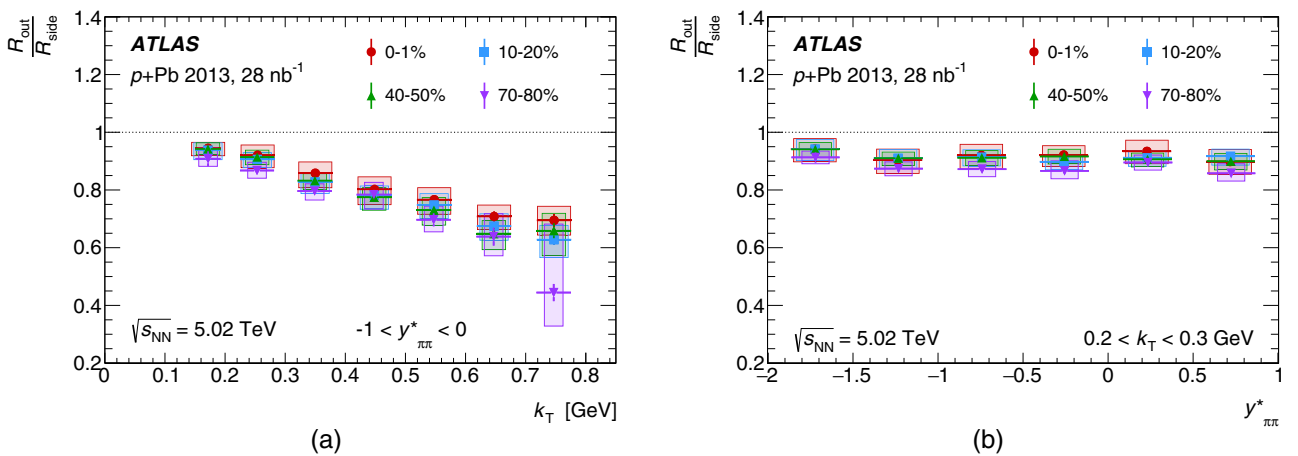 R_out / R_side
1.4
1.2
1
0.8
0.6
0.4
0.2
ATLAS
p+Pb 2013, 28 nb⁻¹
0-1% 10-20%
40-50% 70-80%
√s_NN = 5.02 TeV -1 < y*_ππ < 0
0 0.1 0.2 0.3 0.4 0.5 0.6 0.7 0.8
k_T [GeV]
(a)
R_out / R_side
1.4
1.2
1
0.8
0.6
0.4
0.2
ATLAS
p+Pb 2013, 28 nb⁻¹
0-1% 10-20%
40-50% 70-80%
√s_NN = 5.02 TeV 0.2 < k_T < 0.3 GeV
−2 −1.5 −1 −0.5 0 0.5 1
y*_ππ
(b)